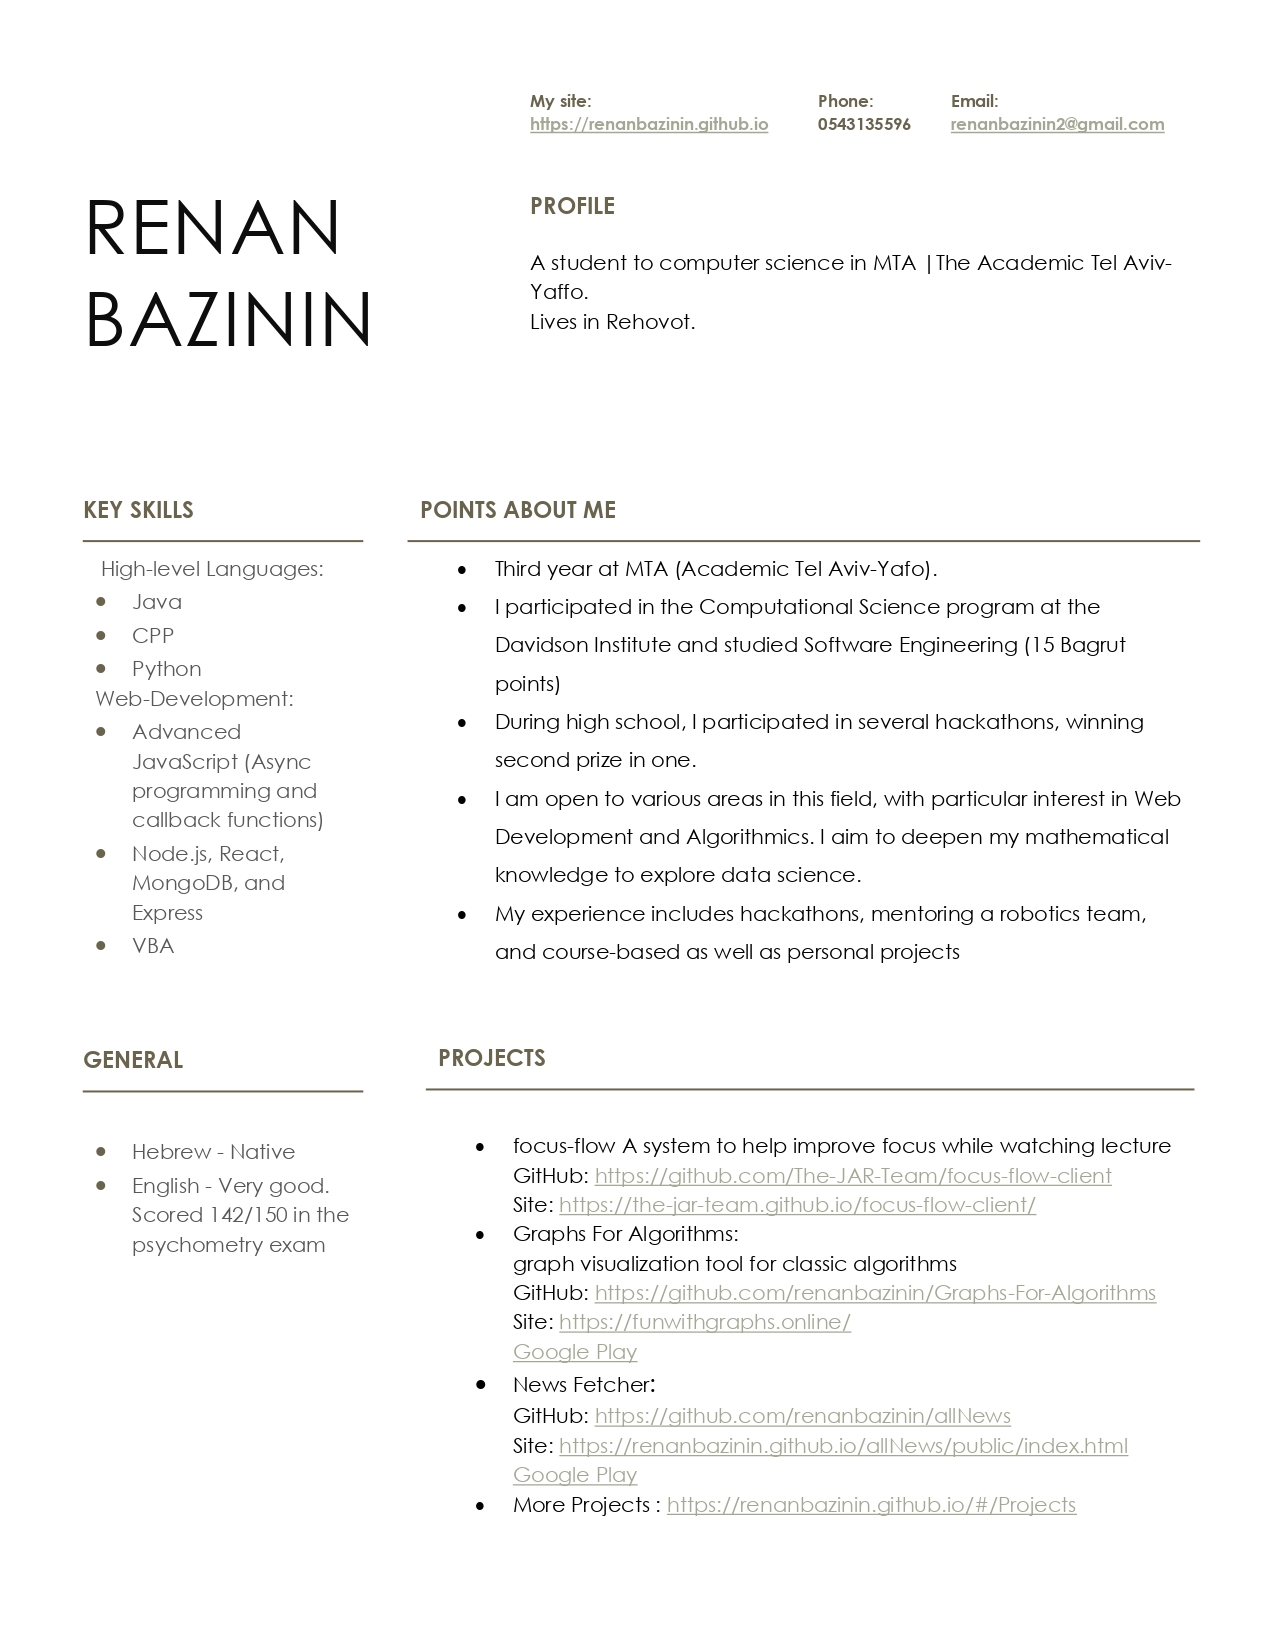 My site:
https://renanbazinin.github.io
Phone:
0543135596
Email:
renanbazinin2@gmail.com
RENAN
BAZININ
PROFILE
A student to computer science in MTA |The Academic Tel Aviv-
Yaffo.
Lives in Rehovot.
KEY SKILLS
High-level Languages:
• Java
• CPP
• Python
Web-Development:
• Advanced
JavaScript (Async
programming and
callback functions)
• Node.js, React,
MongoDB, and
Express
• VBA
POINTS ABOUT ME
• Third year at MTA (Academic Tel Aviv-Yafo).
• I participated in the Computational Science program at the
Davidson Institute and studied Software Engineering (15 Bagrut
points)
• During high school, I participated in several hackathons, winning
second prize in one.
• I am open to various areas in this field, with particular interest in Web
Development and Algorithmics. I aim to deepen my mathematical
knowledge to explore data science.
• My experience includes hackathons, mentoring a robotics team,
and course-based as well as personal projects
GENERAL
• Hebrew - Native
• English - Very good.
Scored 142/150 in the
psychometry exam
PROJECTS
• focus-flow A system to help improve focus while watching lecture
GitHub: https://github.com/The-JAR-Team/focus-flow-client
Site: https://the-jar-team.github.io/focus-flow-client/
• Graphs For Algorithms:
graph visualization tool for classic algorithms
GitHub: https://github.com/renanbazinin/Graphs-For-Algorithms
Site: https://funwithgraphs.online/
Google Play
• News Fetcher:
GitHub: https://github.com/renanbazinin/allNews
Site: https://renanbazinin.github.io/allNews/public/index.html
Google Play
• More Projects : https://renanbazinin.github.io/#/Projects